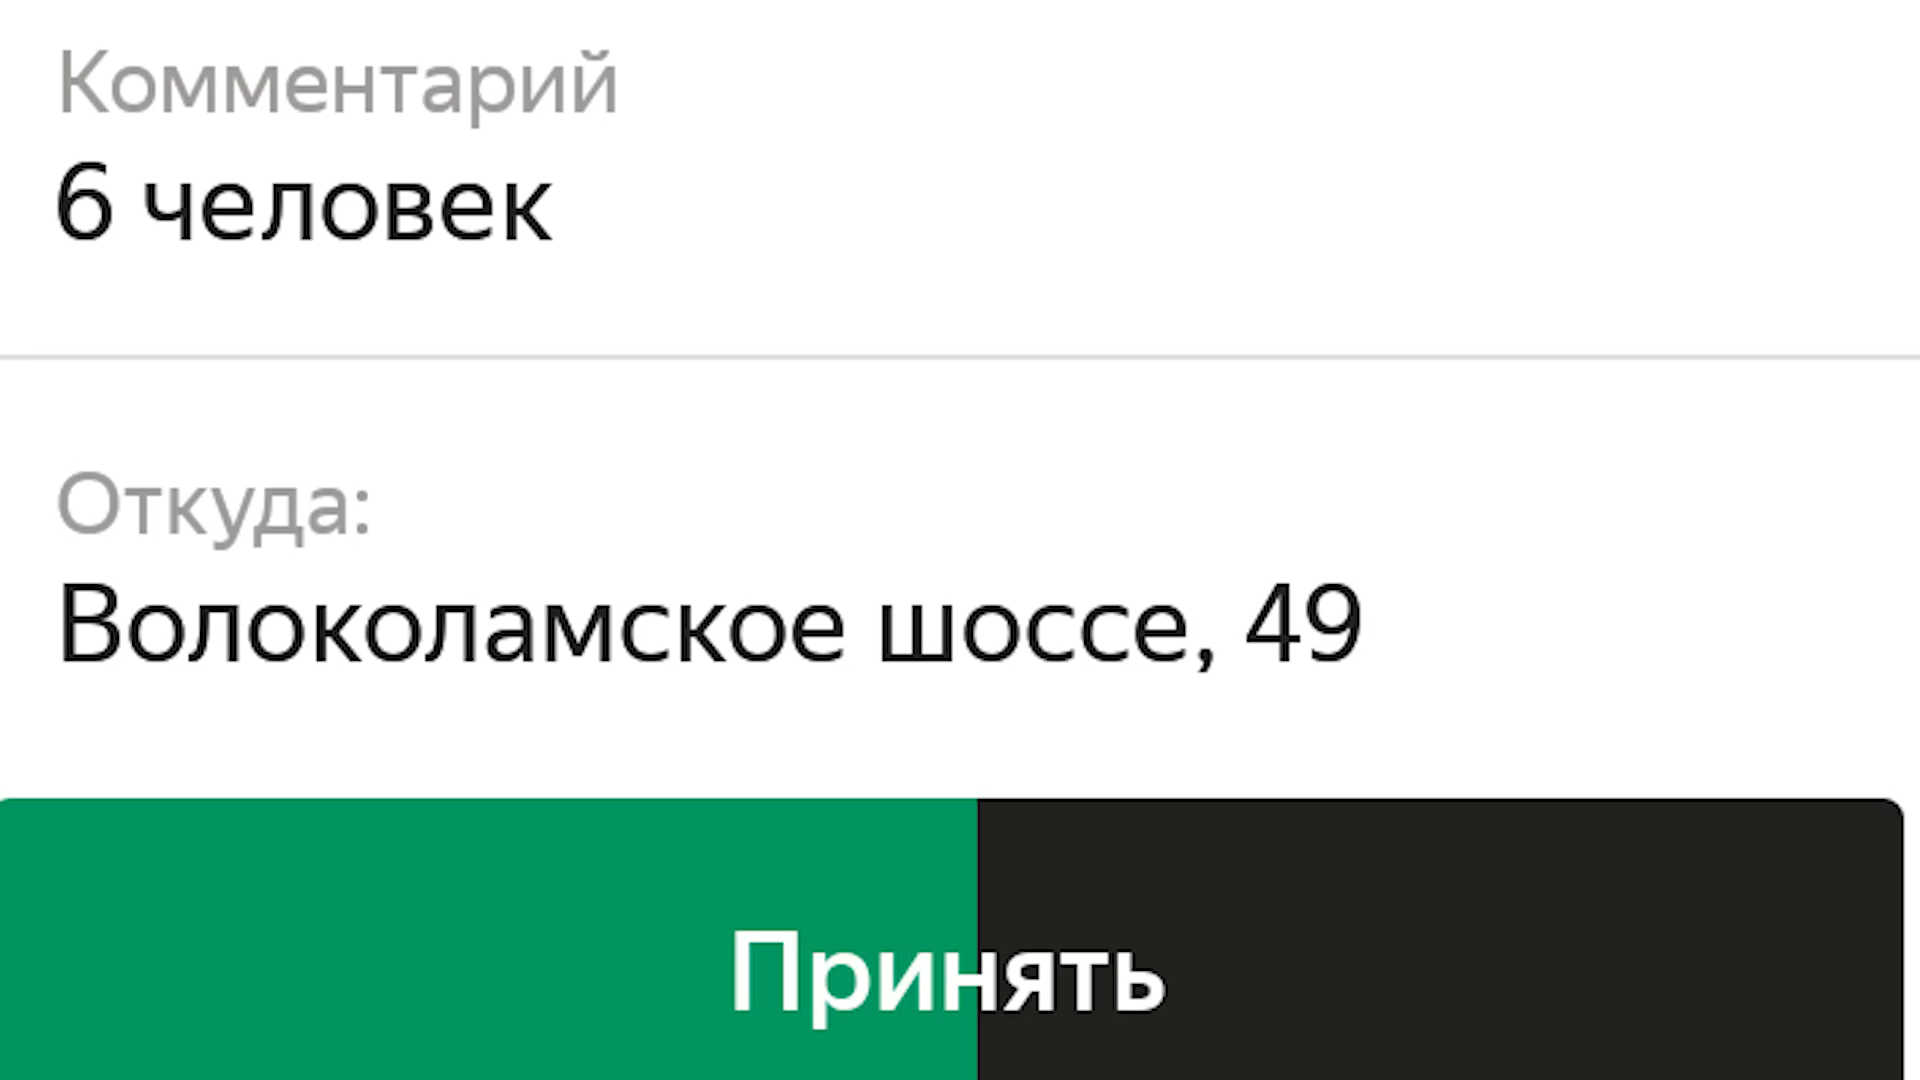 Комментарий
6 человек
Откуда:
Волоколамское шоссе, 49
Принять